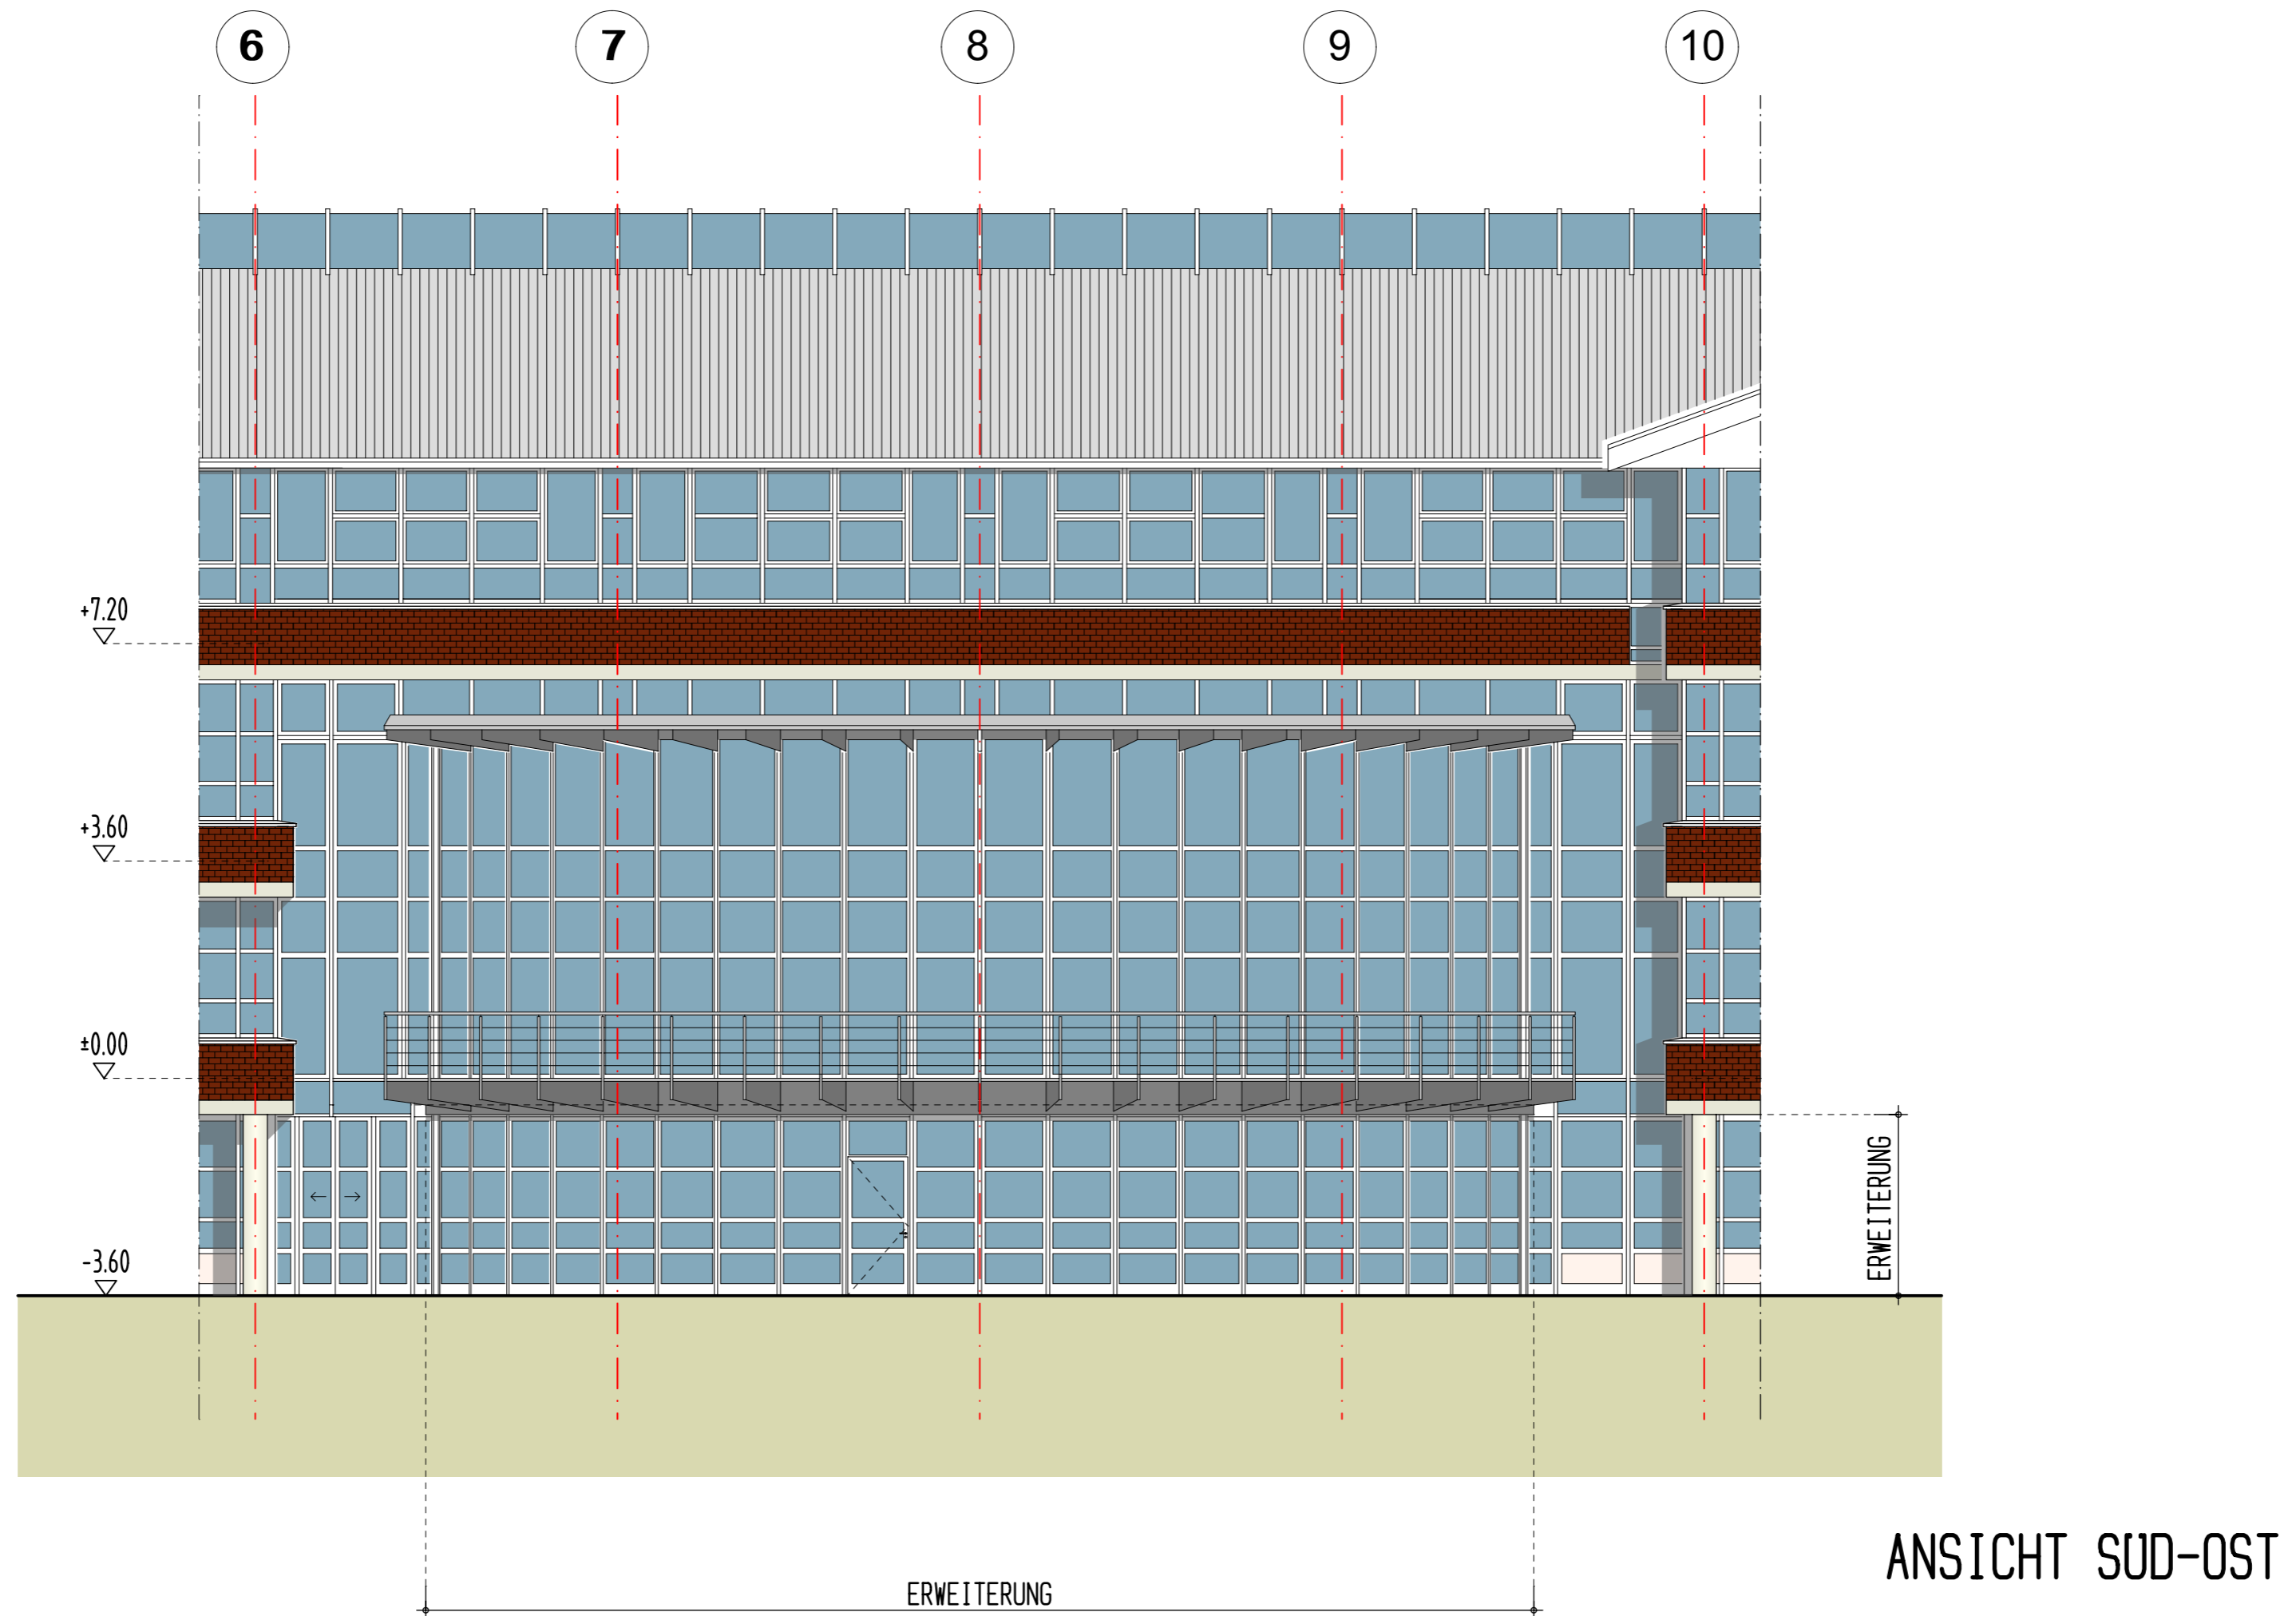 6 7 8 9 10
+7.20
+3.60
±0.00
-3.60
ERWEITERUNG
ERWEITERUNG
ANSICHT SÜD-OST